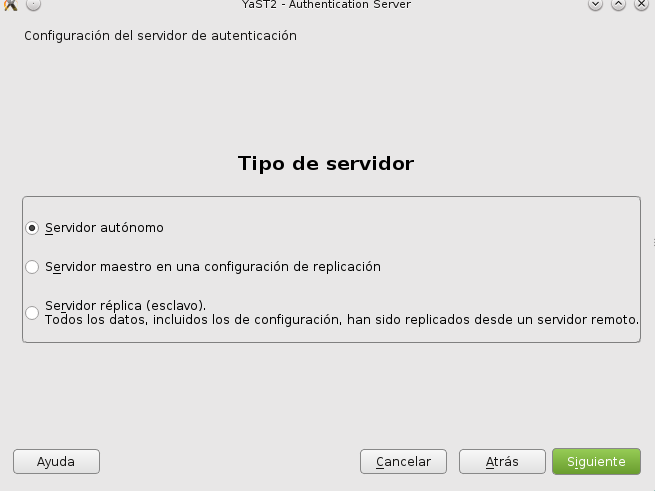 YaST2 - Authentication Server
Configuración del servidor de autenticación
Tipo de servidor
Servidor autónomo
Servidor maestro en una configuración de replicación
Servidor réplica (esclavo).
Todos los datos, incluidos los de configuración, han sido replicados desde un servidor remoto.
Ayuda
Cancelar
Atrás
Siguiente